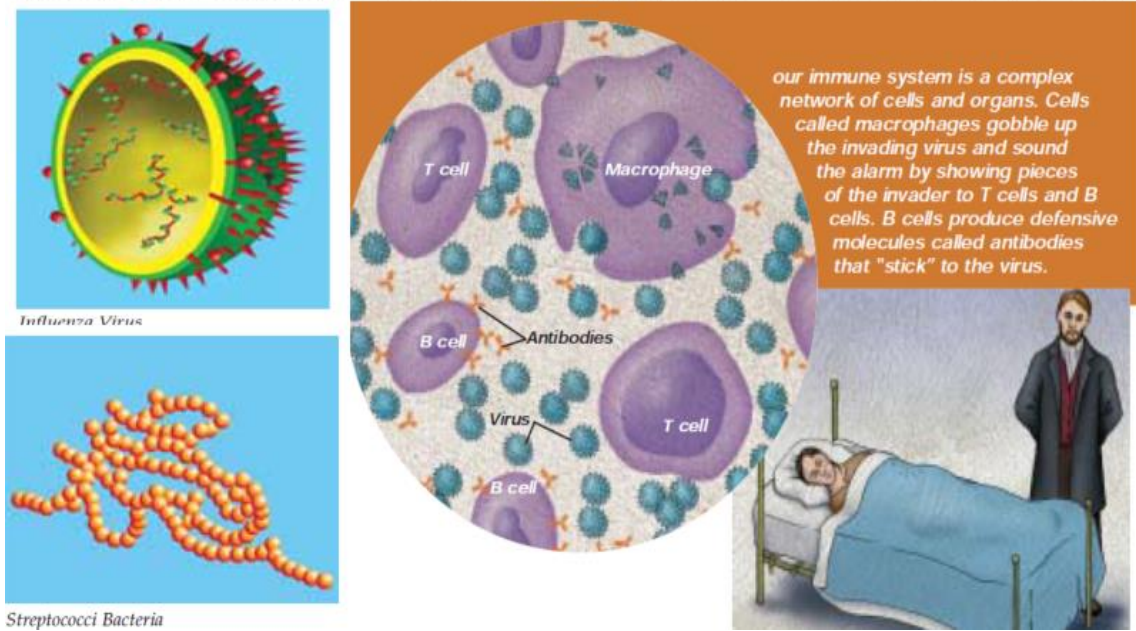 Influenza Virus
Streptococci Bacteria
T cell
Macrophage
B cell
Antibodies
Virus
T cell
B cell
our immune system is a complex
network of cells and organs. Cells
called macrophages gobble up
the invading virus and sound
the alarm by showing pieces
of the invader to T cells and B
cells. B cells produce defensive
molecules called antibodies
that "stick" to the virus.